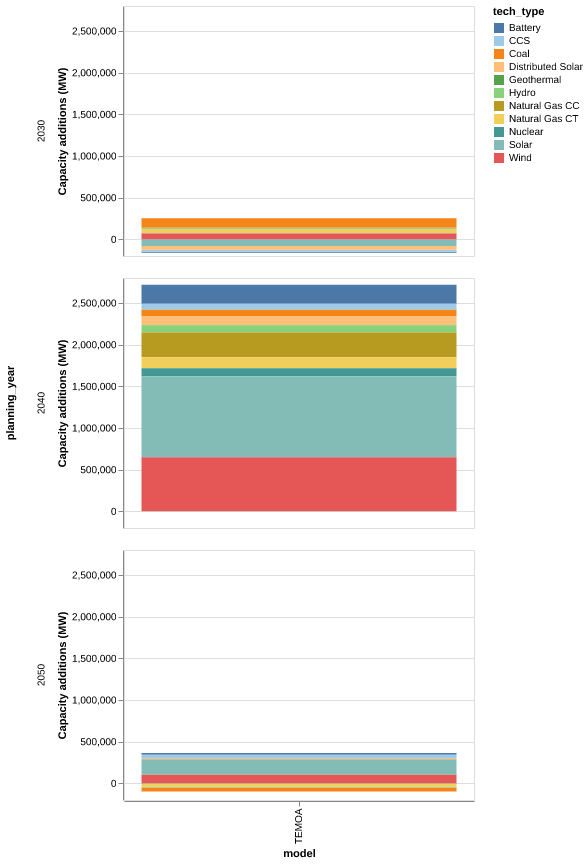 tech_type
Battery
CCS
Coal
Distributed Solar
Geothermal
Hydro
Natural Gas CC
Natural Gas CT
Nuclear
Solar
Wind
planning_year
2030
Capacity additions (MW)
2,500,000
2,000,000
1,500,000
1,000,000
500,000
0
2040
Capacity additions (MW)
2,500,000
2,000,000
1,500,000
1,000,000
500,000
0
2050
Capacity additions (MW)
2,500,000
2,000,000
1,500,000
1,000,000
500,000
0
TEMOA
model